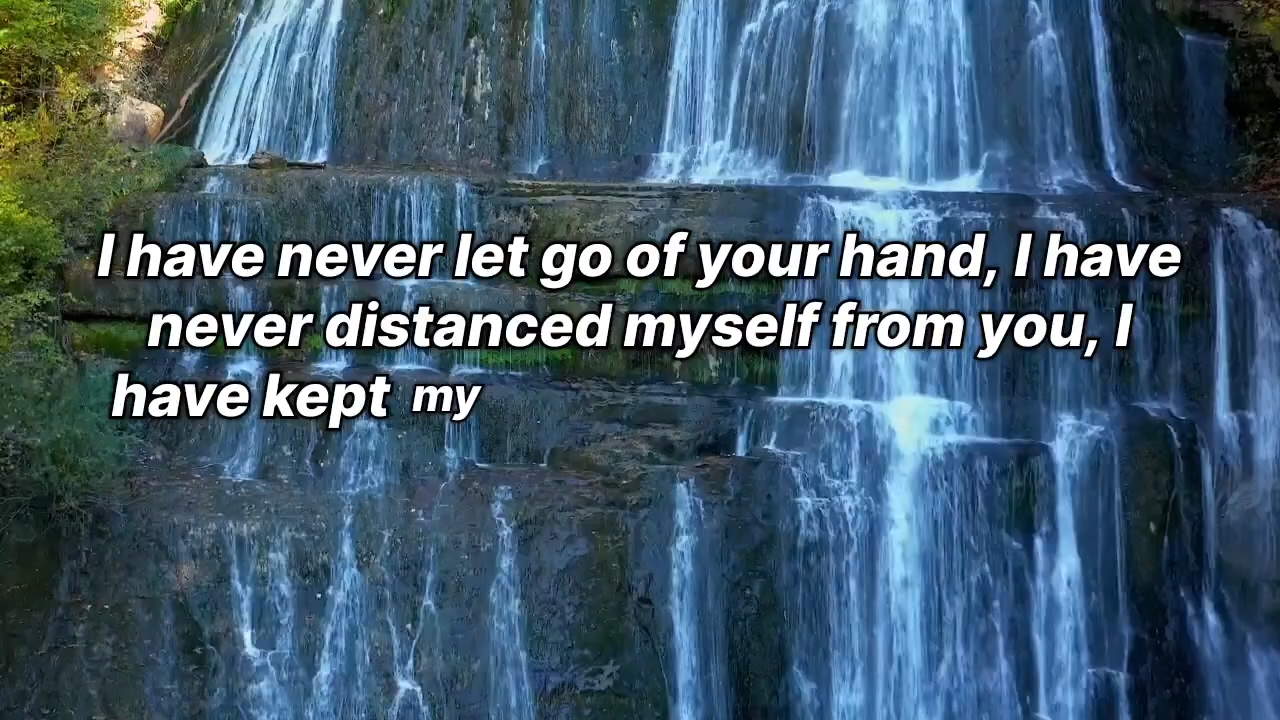 I have never let go of your hand, I have
never distanced myself from you, I
have kept my